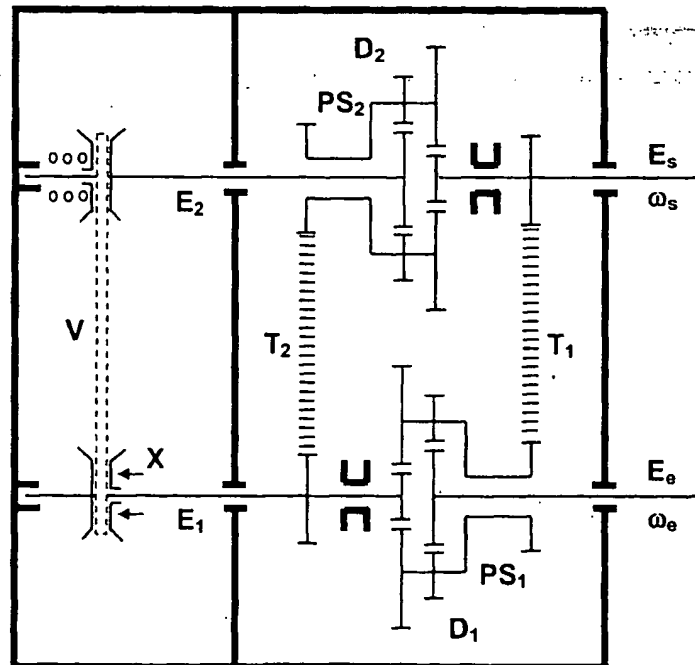 D₂
PS₂
E₂
Eₛ
ωₛ
V
T₂
T₁
X
E₁
Eₑ
ωₑ
PS₁
D₁